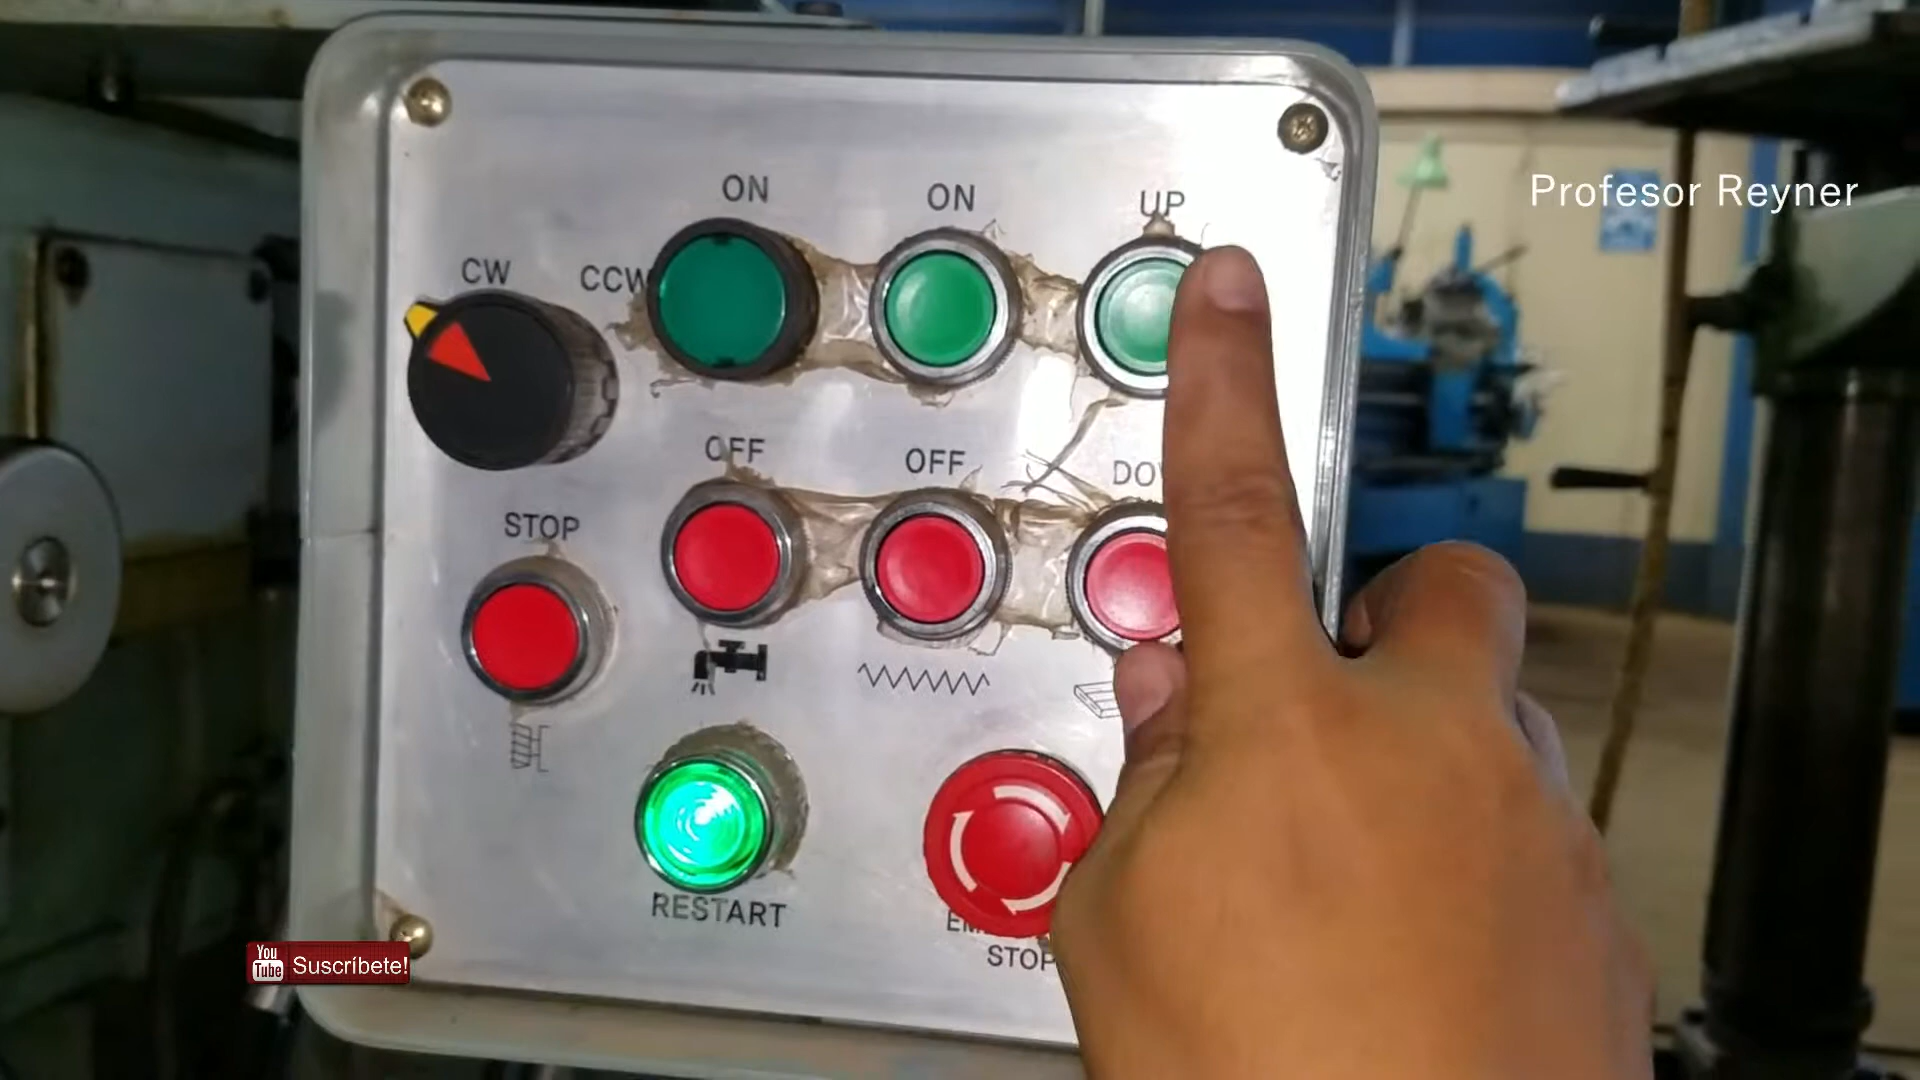 ON
ON
UP
Profesor Reyner
CW
CCW
OFF
OFF
STOP
RESTART
STOP
You
Tube
Suscríbete!